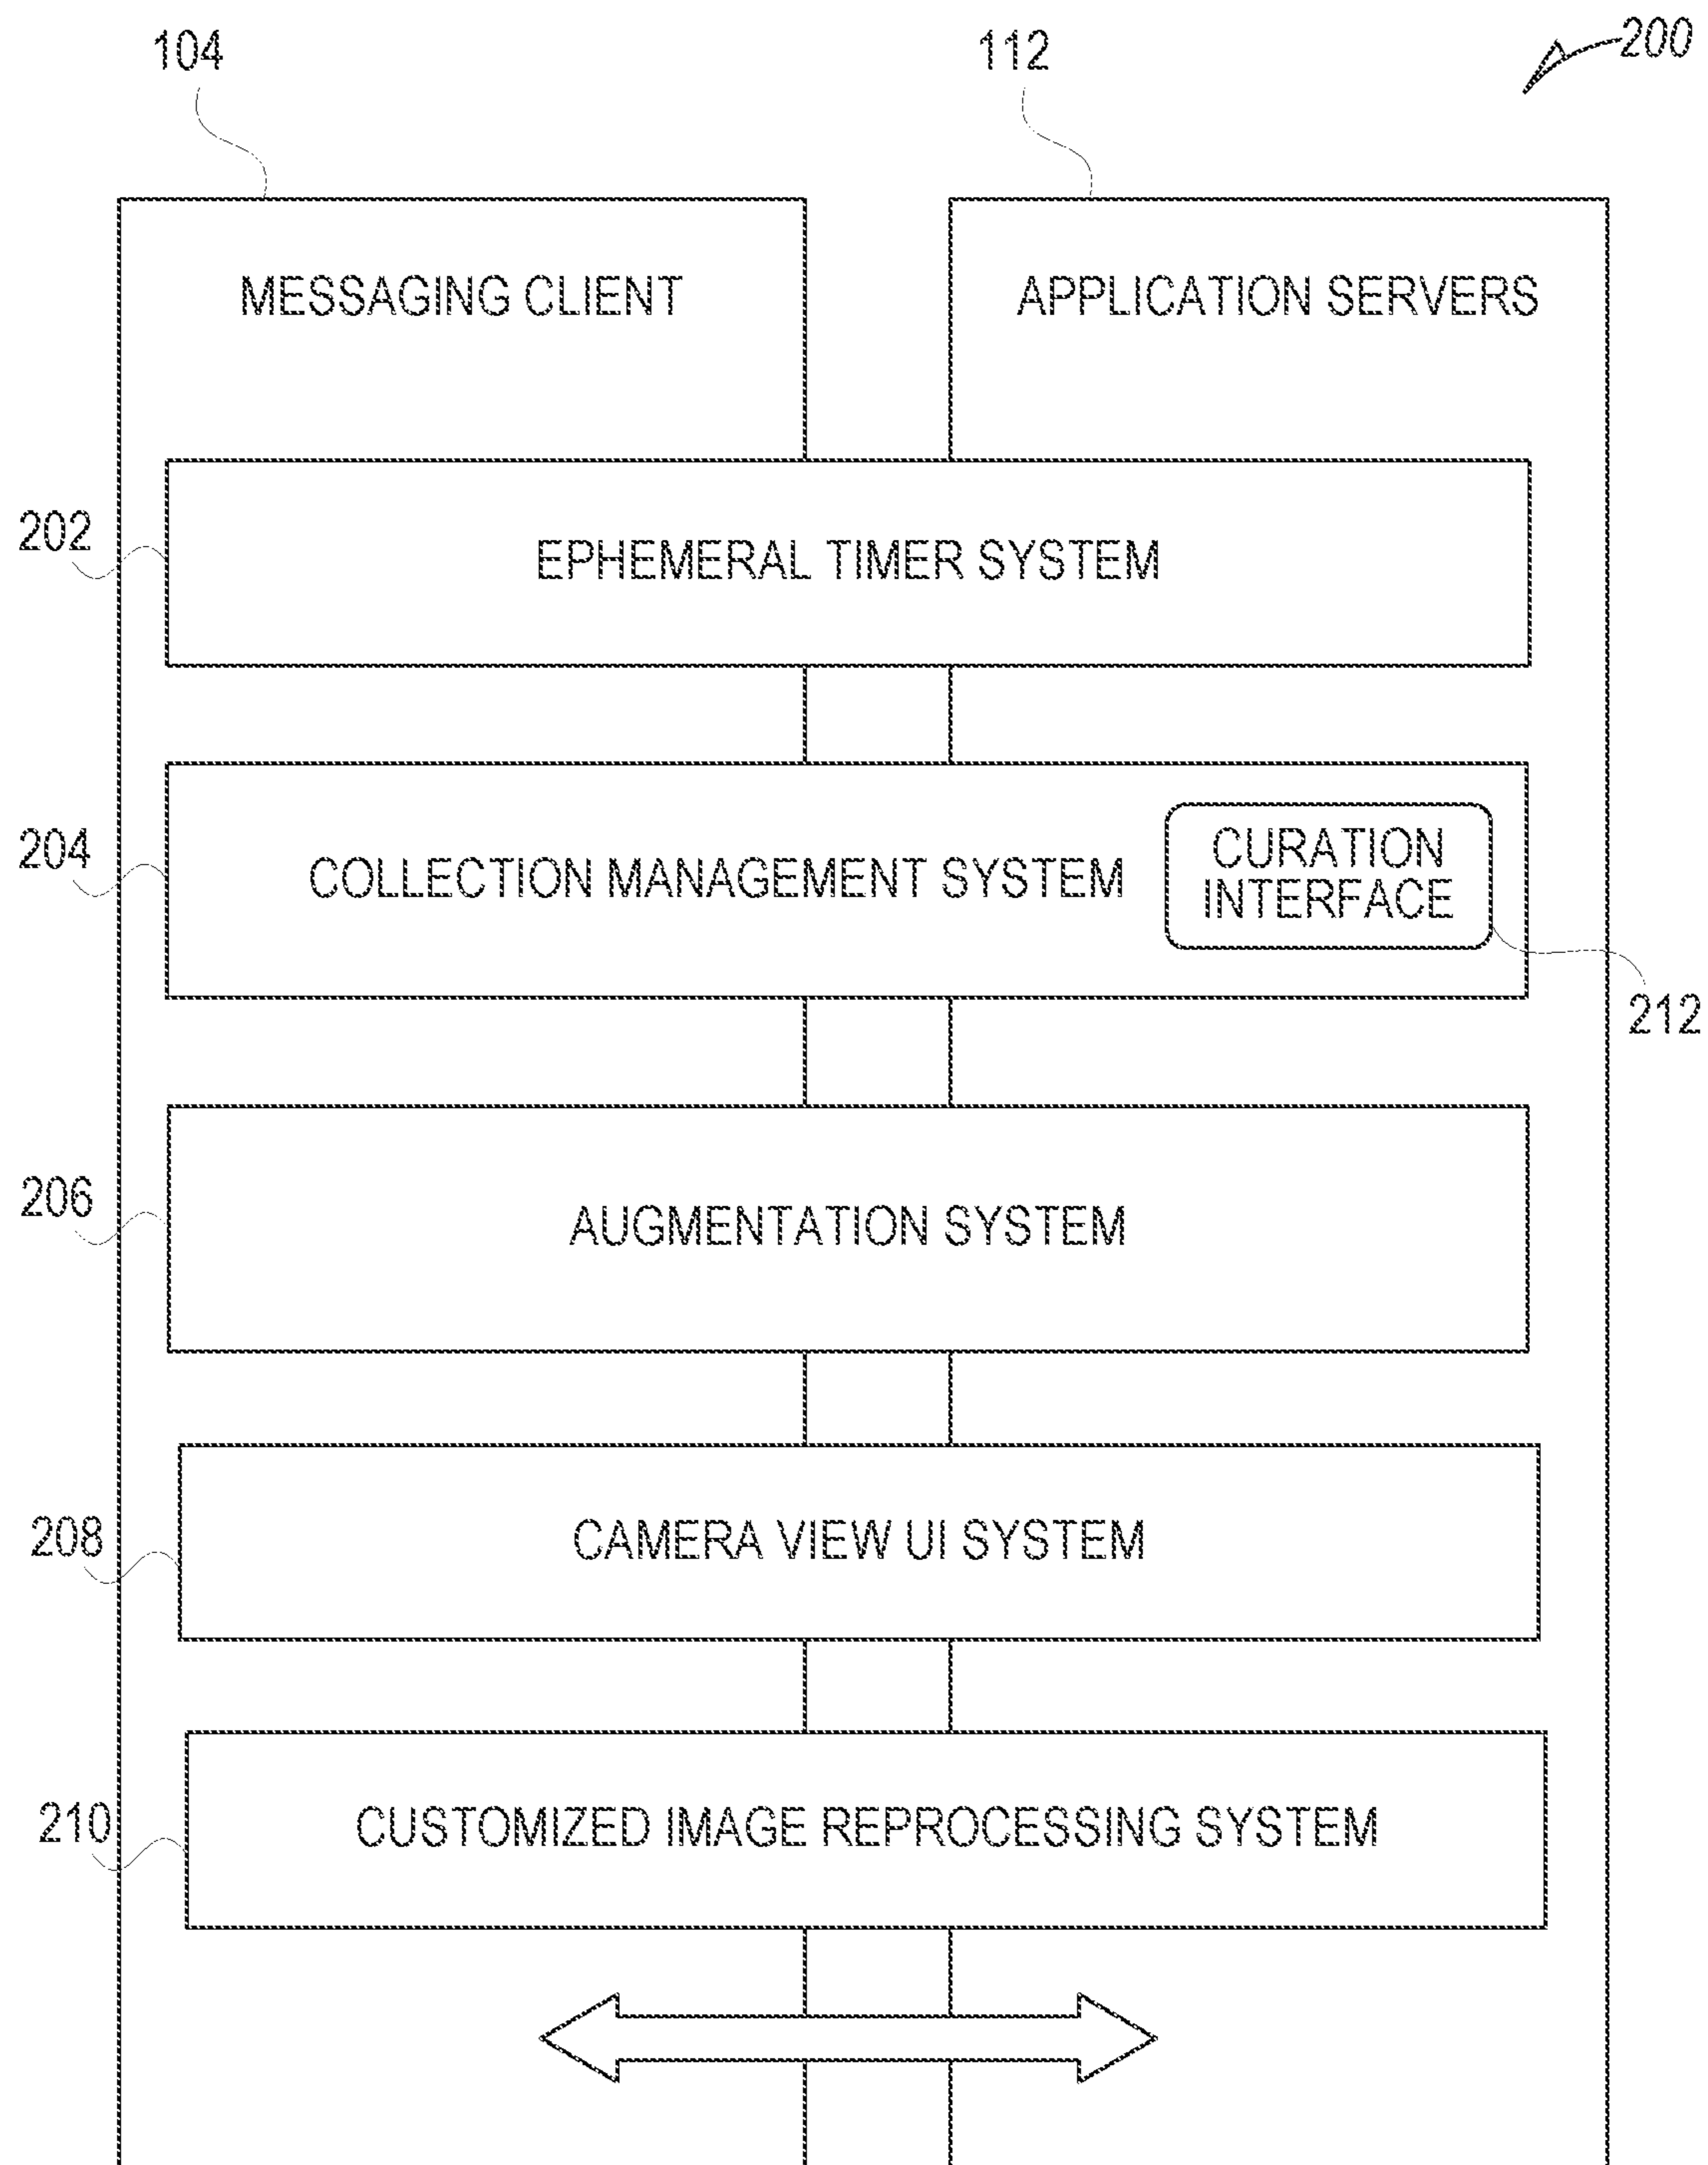 104
112
200
MESSAGING CLIENT
APPLICATION SERVERS
202
EPHEMERAL TIMER SYSTEM
204
COLLECTION MANAGEMENT SYSTEM
CURATION
INTERFACE
212
206
AUGMENTATION SYSTEM
208
CAMERA VIEW UI SYSTEM
210
CUSTOMIZED IMAGE REPROCESSING SYSTEM